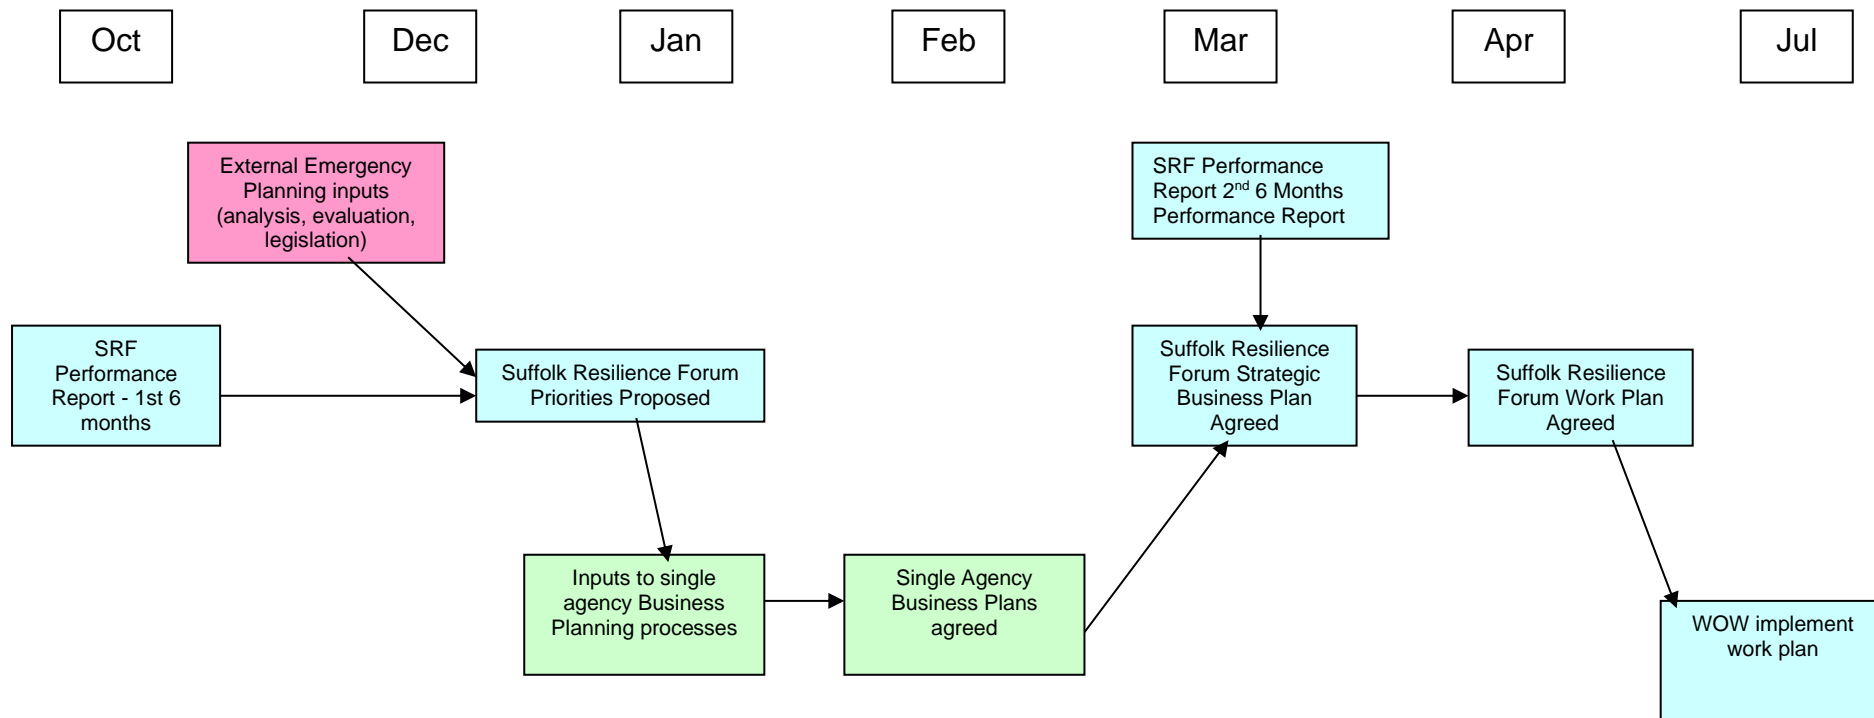 Oct
Dec
Jan
Feb
Mar
Apr
Jul
External Emergency
Planning inputs
(analysis, evaluation,
legislation)
SRF Performance
Report 2nd 6 Months
Performance Report
SRF
Performance
Report - 1st 6
months
Suffolk Resilience Forum
Priorities Proposed
Suffolk Resilience
Forum Strategic
Business Plan
Agreed
Suffolk Resilience
Forum Work Plan
Agreed
Inputs to single
agency Business
Planning processes
Single Agency
Business Plans
agreed
WOW implement
work plan